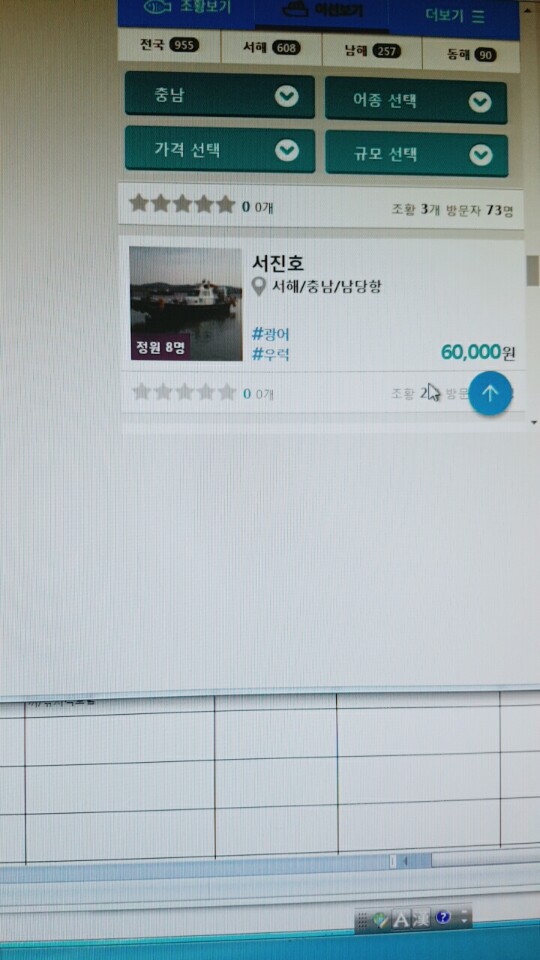 조황보기 어선보기 더보기
전국 955 서해 608 남해 257 동해 90
충남 어종 선택
가격 선택 규모 선택
0 0개 조황 3개 방문자 73명
서진호
서해/충남/남당항
#광어
정원 8명
#우럭 60,000원
0 0개 조황 2 방문
A 漢 ?